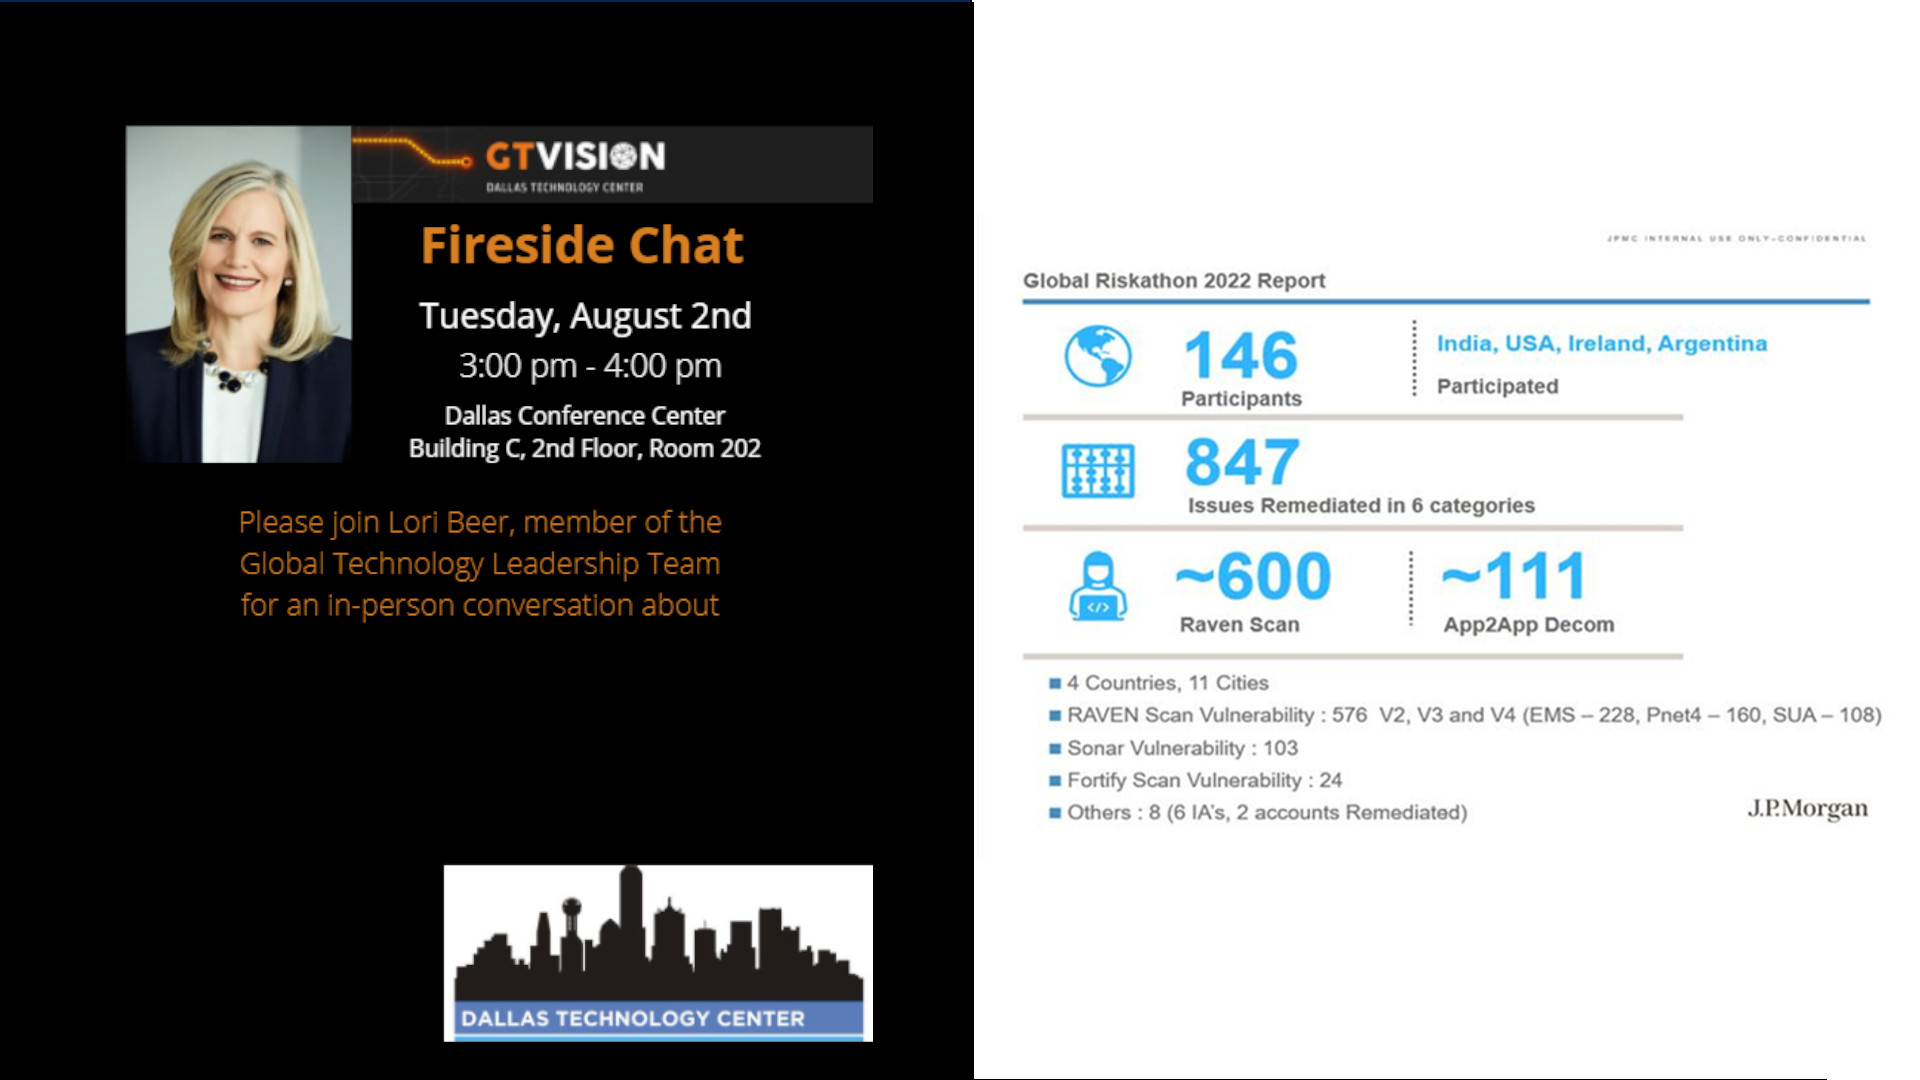 GTVISION
DALLAS TECHNOLOGY CENTER
Fireside Chat
Tuesday, August 2nd
3:00 pm - 4:00 pm
Dallas Conference Center
Building C, 2nd Floor, Room 202
Please join Lori Beer, member of the
Global Technology Leadership Team
for an in-person conversation about
DALLAS TECHNOLOGY CENTER
JPMC INTERNAL USE ONLY–CONFIDENTIAL
Global Riskathon 2022 Report
146
Participants
India, USA, Ireland, Argentina
Participated
847
Issues Remediated in 6 categories
~600
Raven Scan
~111
App2App Decom
4 Countries, 11 Cities
RAVEN Scan Vulnerability : 576 V2, V3 and V4 (EMS – 228, Pnet4 – 160, SUA – 108)
Sonar Vulnerability : 103
Fortify Scan Vulnerability : 24
Others : 8 (6 IA's, 2 accounts Remediated)
J.P.Morgan